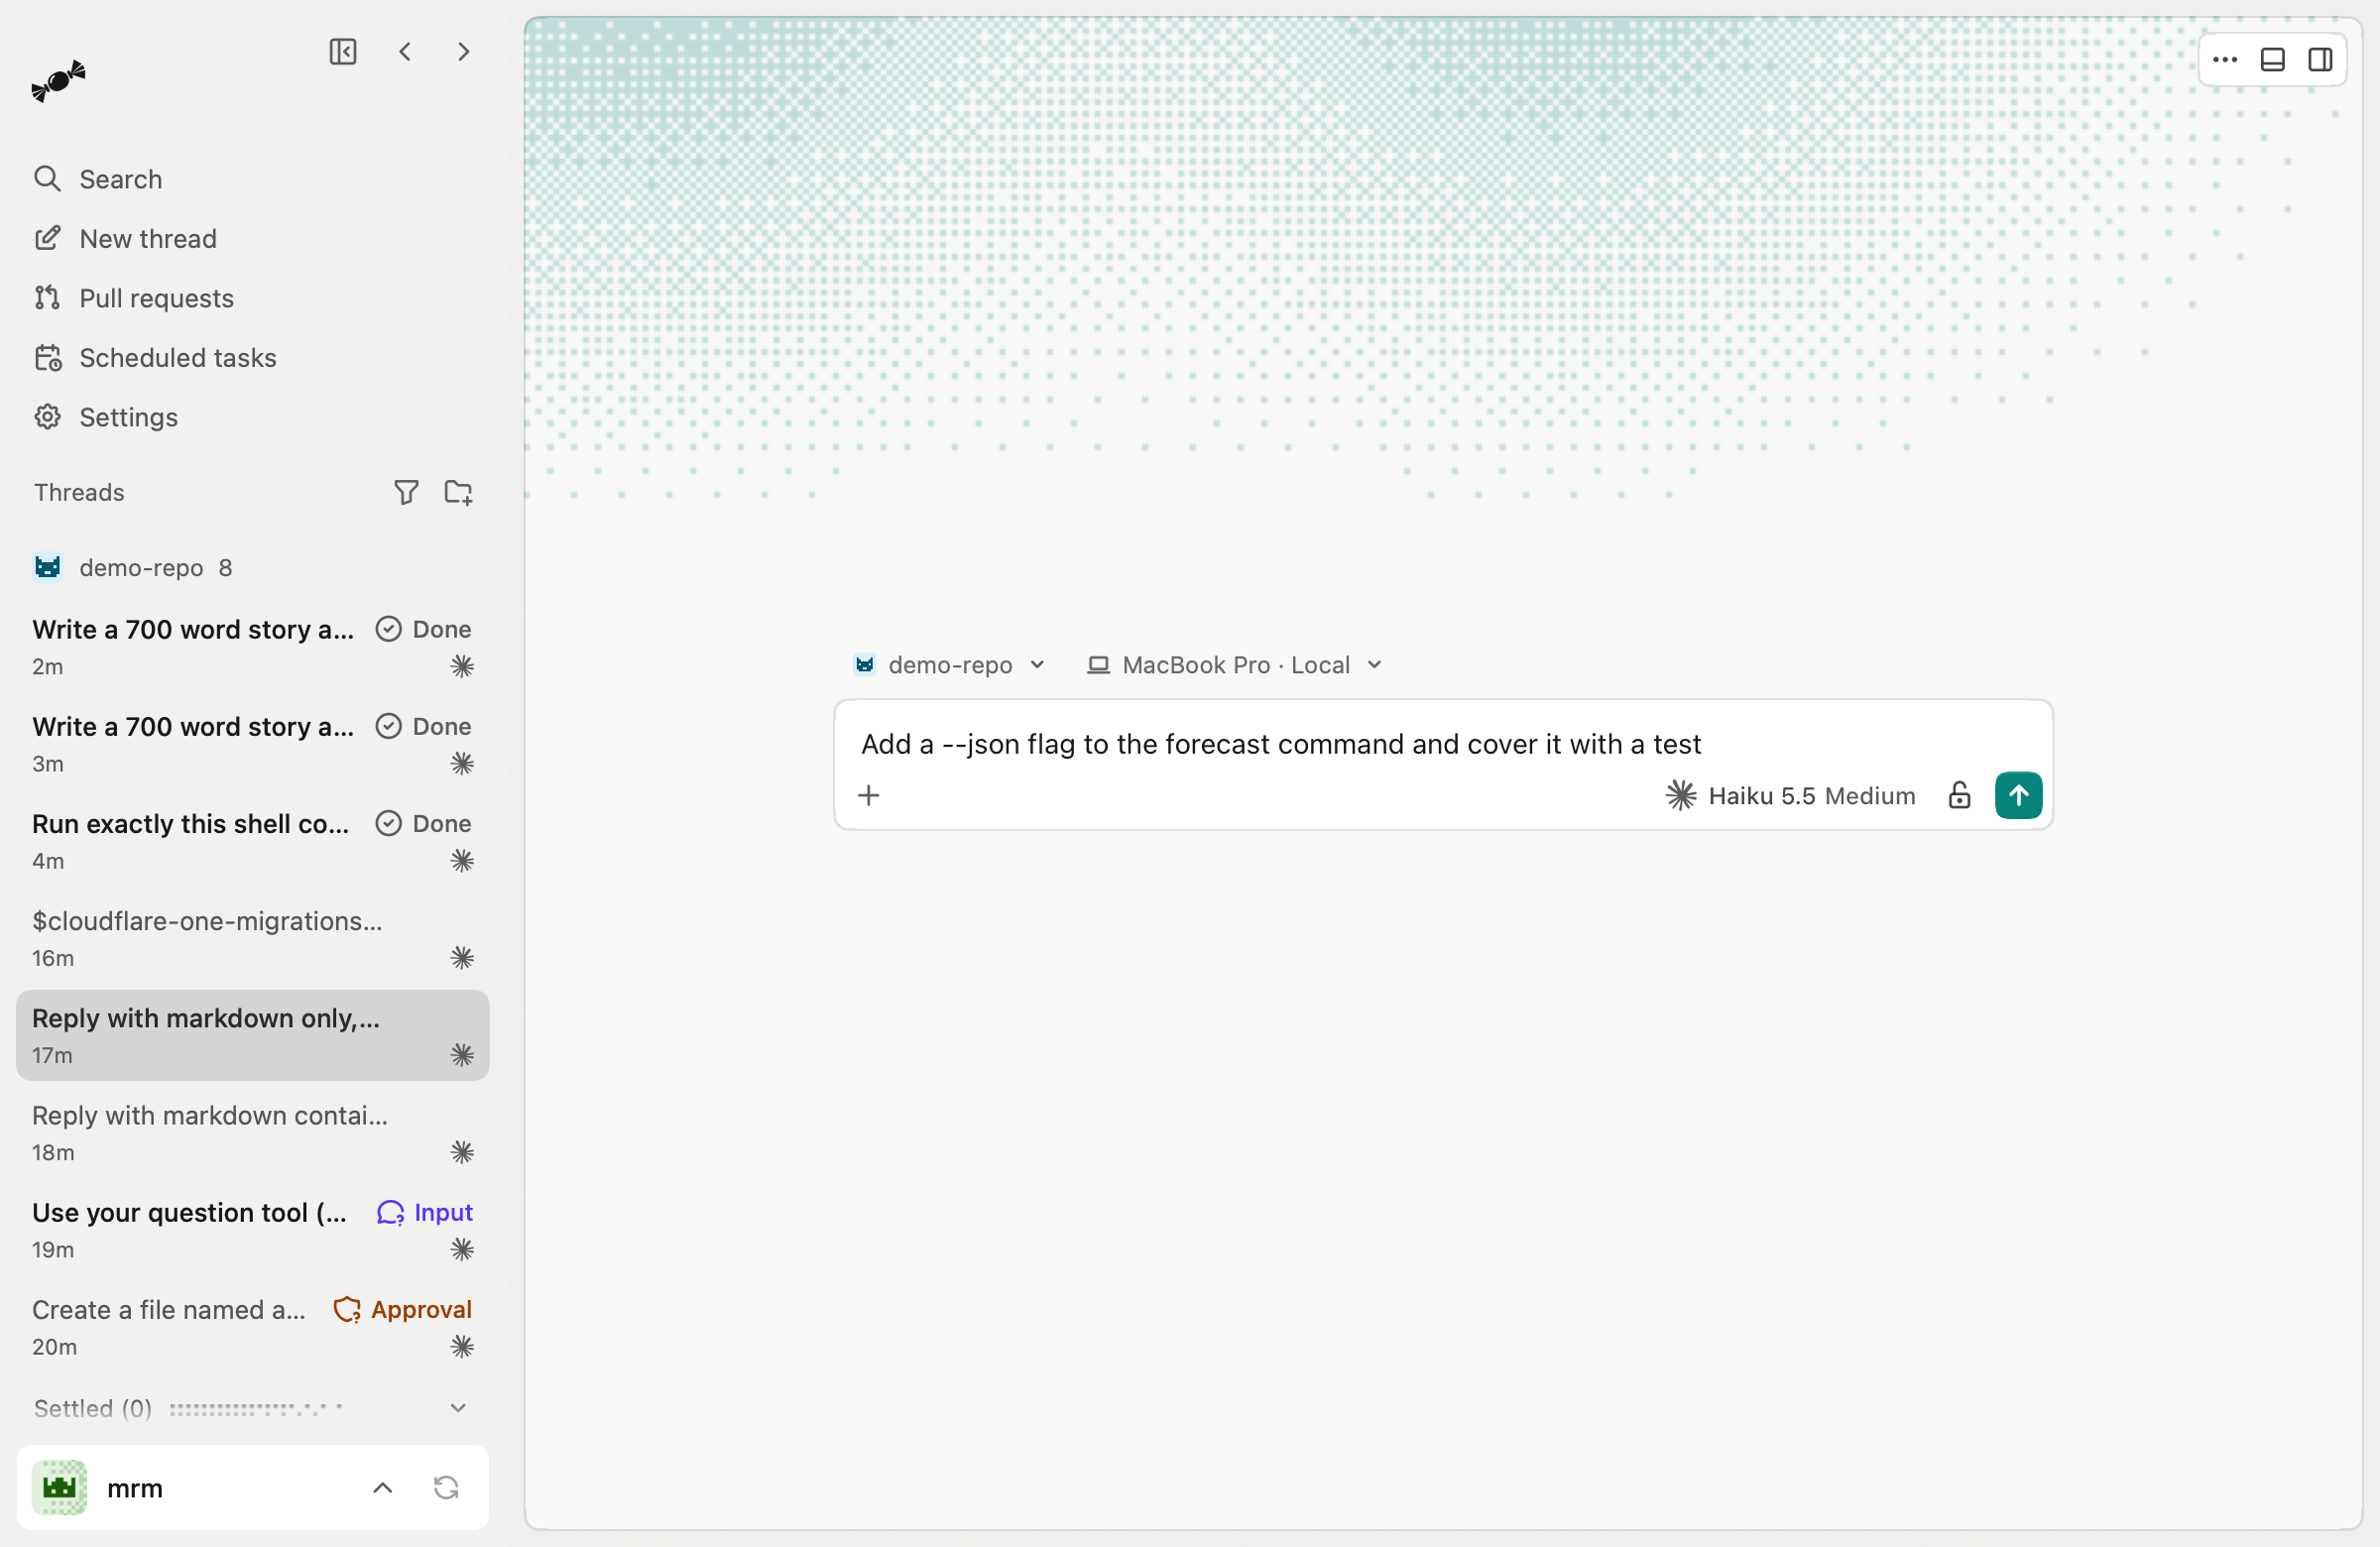 Search
New thread
Pull requests
Scheduled tasks
Settings
Threads
demo-repo 8
Write a 700 word story a... Done
2m
Write a 700 word story a... Done
3m
Run exactly this shell co... Done
4m
$cloudflare-one-migrations...
16m
Reply with markdown only,...
17m
Reply with markdown contai...
18m
Use your question tool (... Input
19m
Create a file named a... Approval
20m
Settled (0)
mrm
demo-repo MacBook Pro · Local
Add a --json flag to the forecast command and cover it with a test
Haiku 5.5 Medium